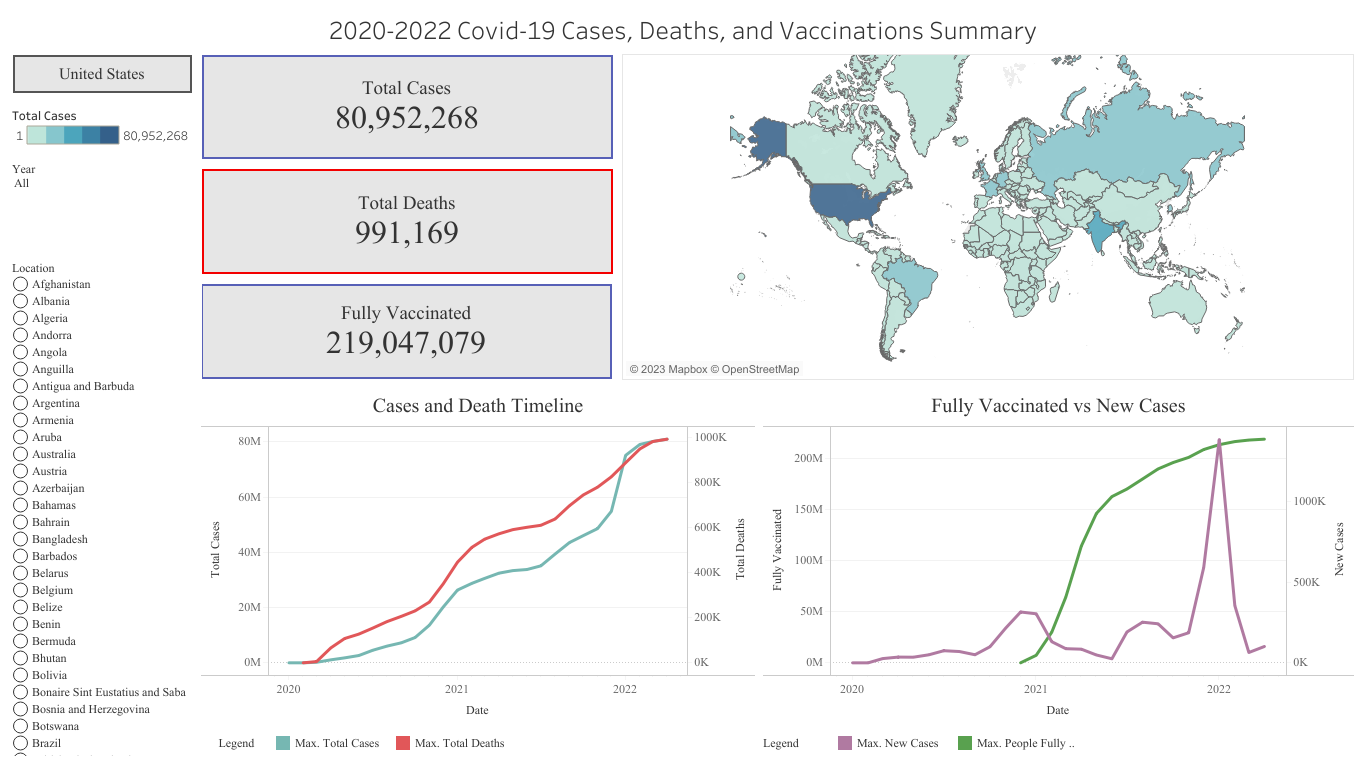 2020-2022 Covid-19 Cases, Deaths, and Vaccinations Summary
United States
Total Cases
1
80,952,268
Year
All
Location
Afghanistan
Albania
Algeria
Andorra
Angola
Anguilla
Antigua and Barbuda
Argentina
Armenia
Aruba
Australia
Austria
Azerbaijan
Bahamas
Bahrain
Bangladesh
Barbados
Belarus
Belgium
Belize
Benin
Bermuda
Bhutan
Bolivia
Bonaire Sint Eustatius and Saba
Bosnia and Herzegovina
Botswana
Brazil
Total Cases
80,952,268
Total Deaths
991,169
Fully Vaccinated
219,047,079
© 2023 Mapbox © OpenStreetMap
Cases and Death Timeline
80M
60M
40M
20M
0M
Total Cases
1000K
800K
600K
400K
200K
0K
Total Deaths
2020
2021
2022
Date
Legend
Max. Total Cases
Max. Total Deaths
Fully Vaccinated vs New Cases
200M
150M
100M
50M
0M
Fully Vaccinated
1000K
500K
0K
New Cases
2020
2021
2022
Date
Legend
Max. New Cases
Max. People Fully ..